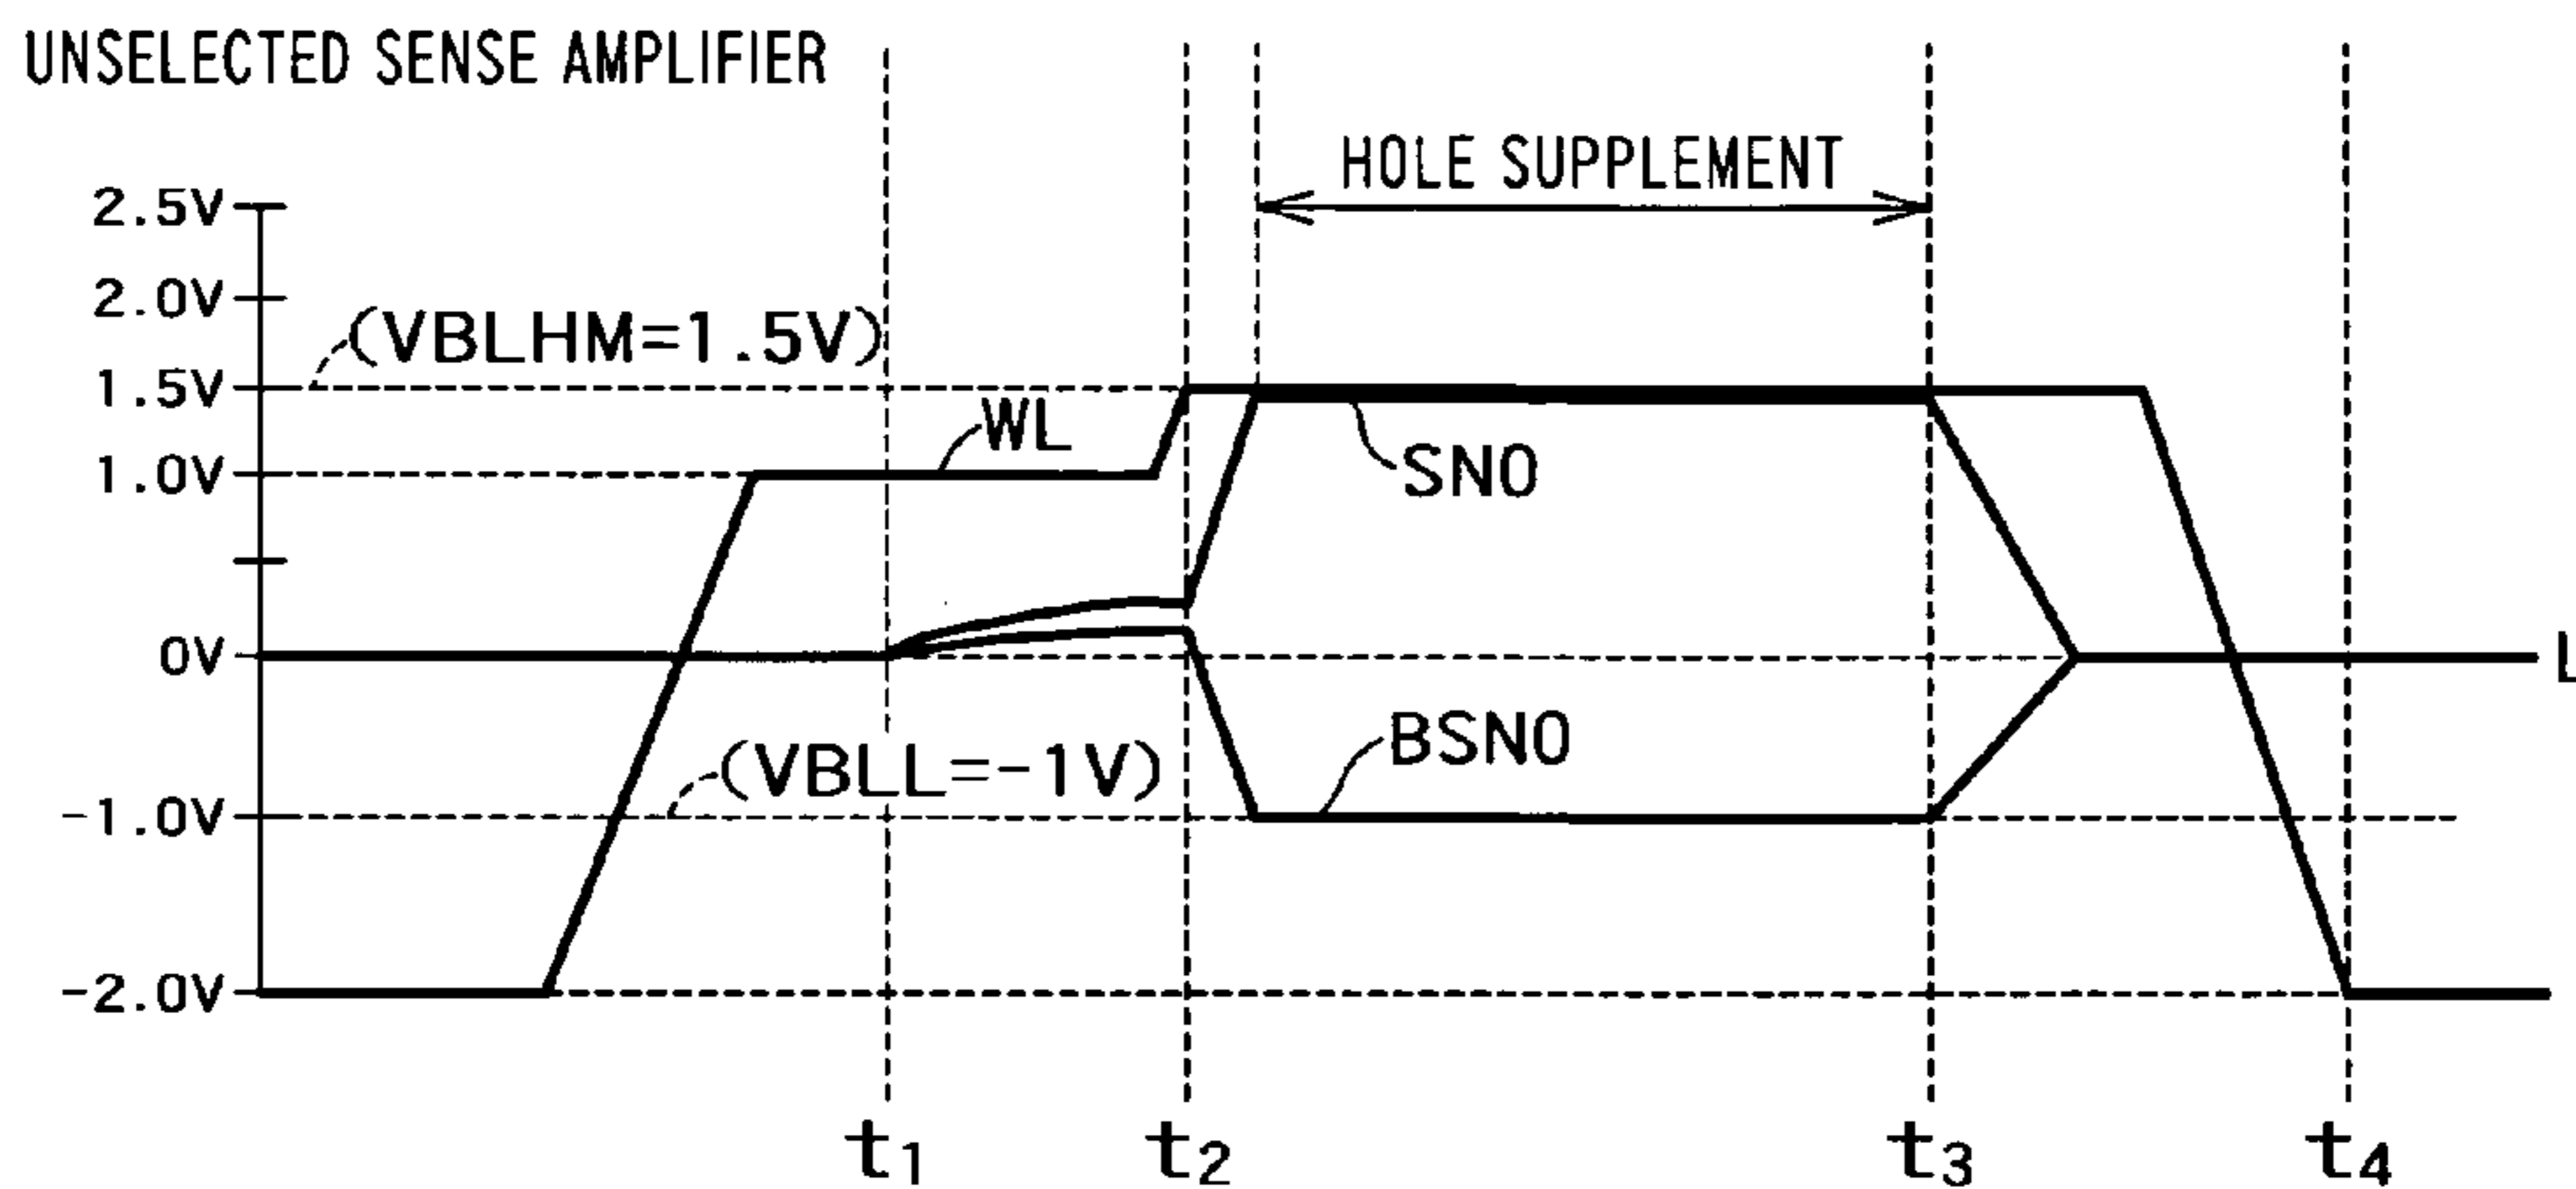 UNSELECTED SENSE AMPLIFIER
HOLE SUPPLEMENT
2.5V
2.0V
(VBLHM=1.5V)
1.5V
WL
1.0V
SN0
0V
BSN0
(VBLL=-1V)
-1.0V
-2.0V
t1 t2 t3 t4